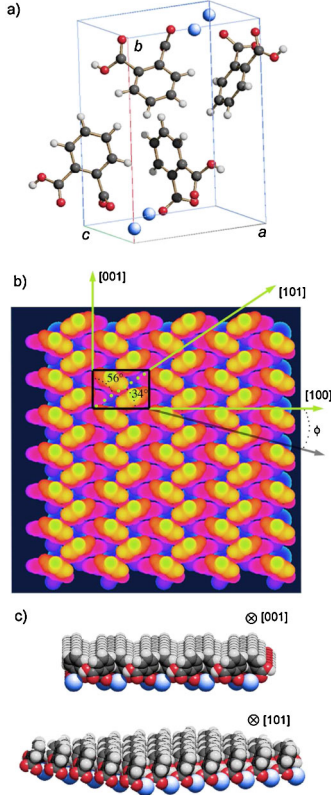 a)
b
c
a
b)
[001]
[101]
56°
34°
[100]
ϕ
c)
⊗ [001]
⊗ [101]